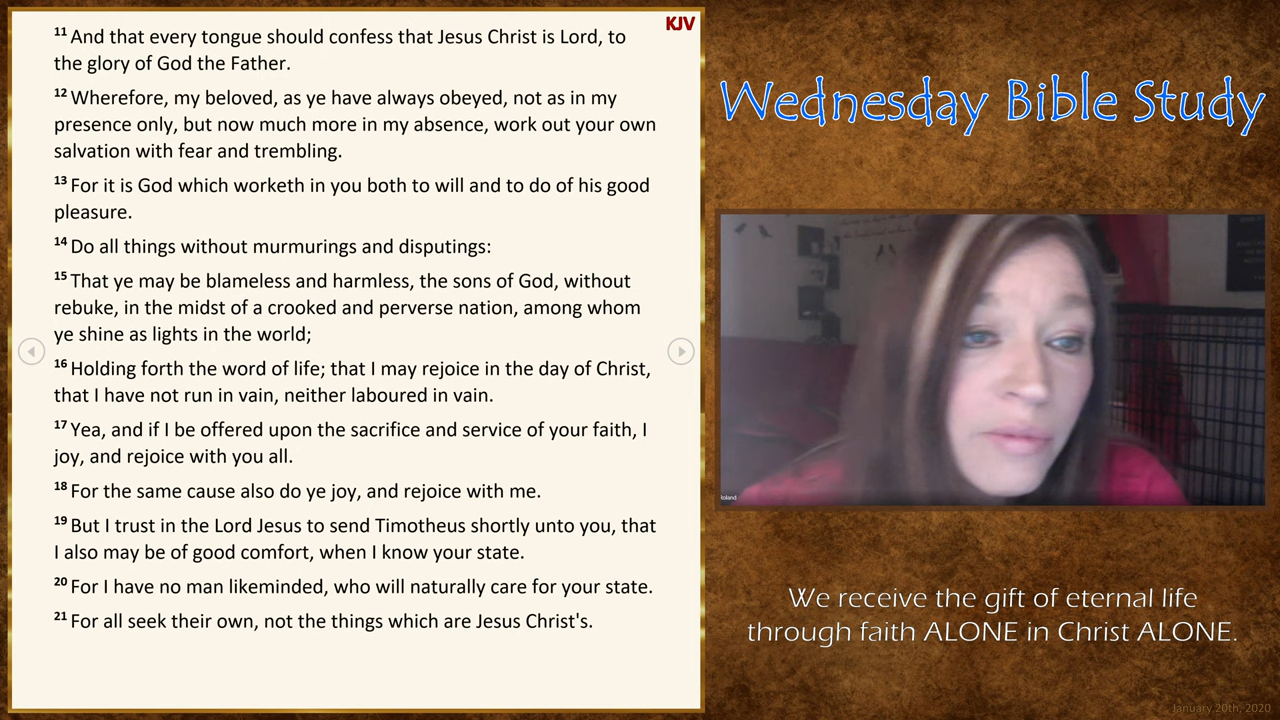 KJV
11 And that every tongue should confess that Jesus Christ is Lord, to
the glory of God the Father.
12 Wherefore, my beloved, as ye have always obeyed, not as in my
presence only, but now much more in my absence, work out your own
salvation with fear and trembling.
13 For it is God which worketh in you both to will and to do of his good
pleasure.
14 Do all things without murmurings and disputings:
15 That ye may be blameless and harmless, the sons of God, without
rebuke, in the midst of a crooked and perverse nation, among whom
ye shine as lights in the world;
16 Holding forth the word of life; that I may rejoice in the day of Christ,
that I have not run in vain, neither laboured in vain.
17 Yea, and if I be offered upon the sacrifice and service of your faith, I
joy, and rejoice with you all.
18 For the same cause also do ye joy, and rejoice with me.
19 But I trust in the Lord Jesus to send Timotheus shortly unto you, that
I also may be of good comfort, when I know your state.
20 For I have no man likeminded, who will naturally care for your state.
21 For all seek their own, not the things which are Jesus Christ's.
Wednesday Bible Study
We receive the gift of eternal life
through faith ALONE in Christ ALONE.
January 20th, 2020